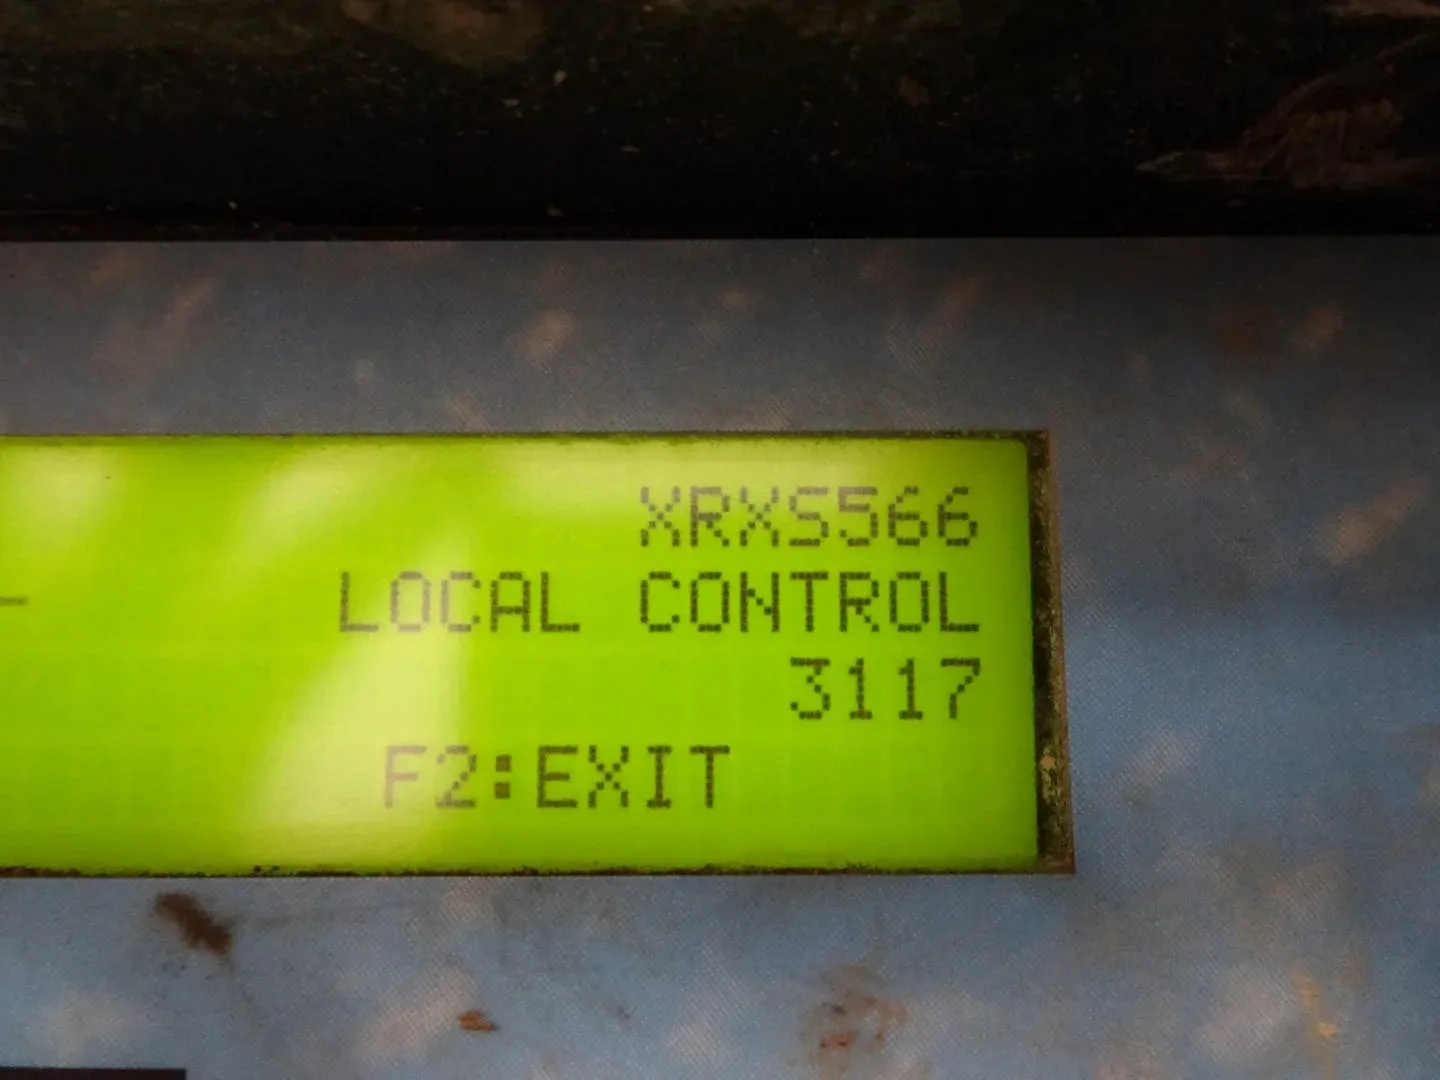 XRXS566
- LOCAL CONTROL
3117
F2:EXIT